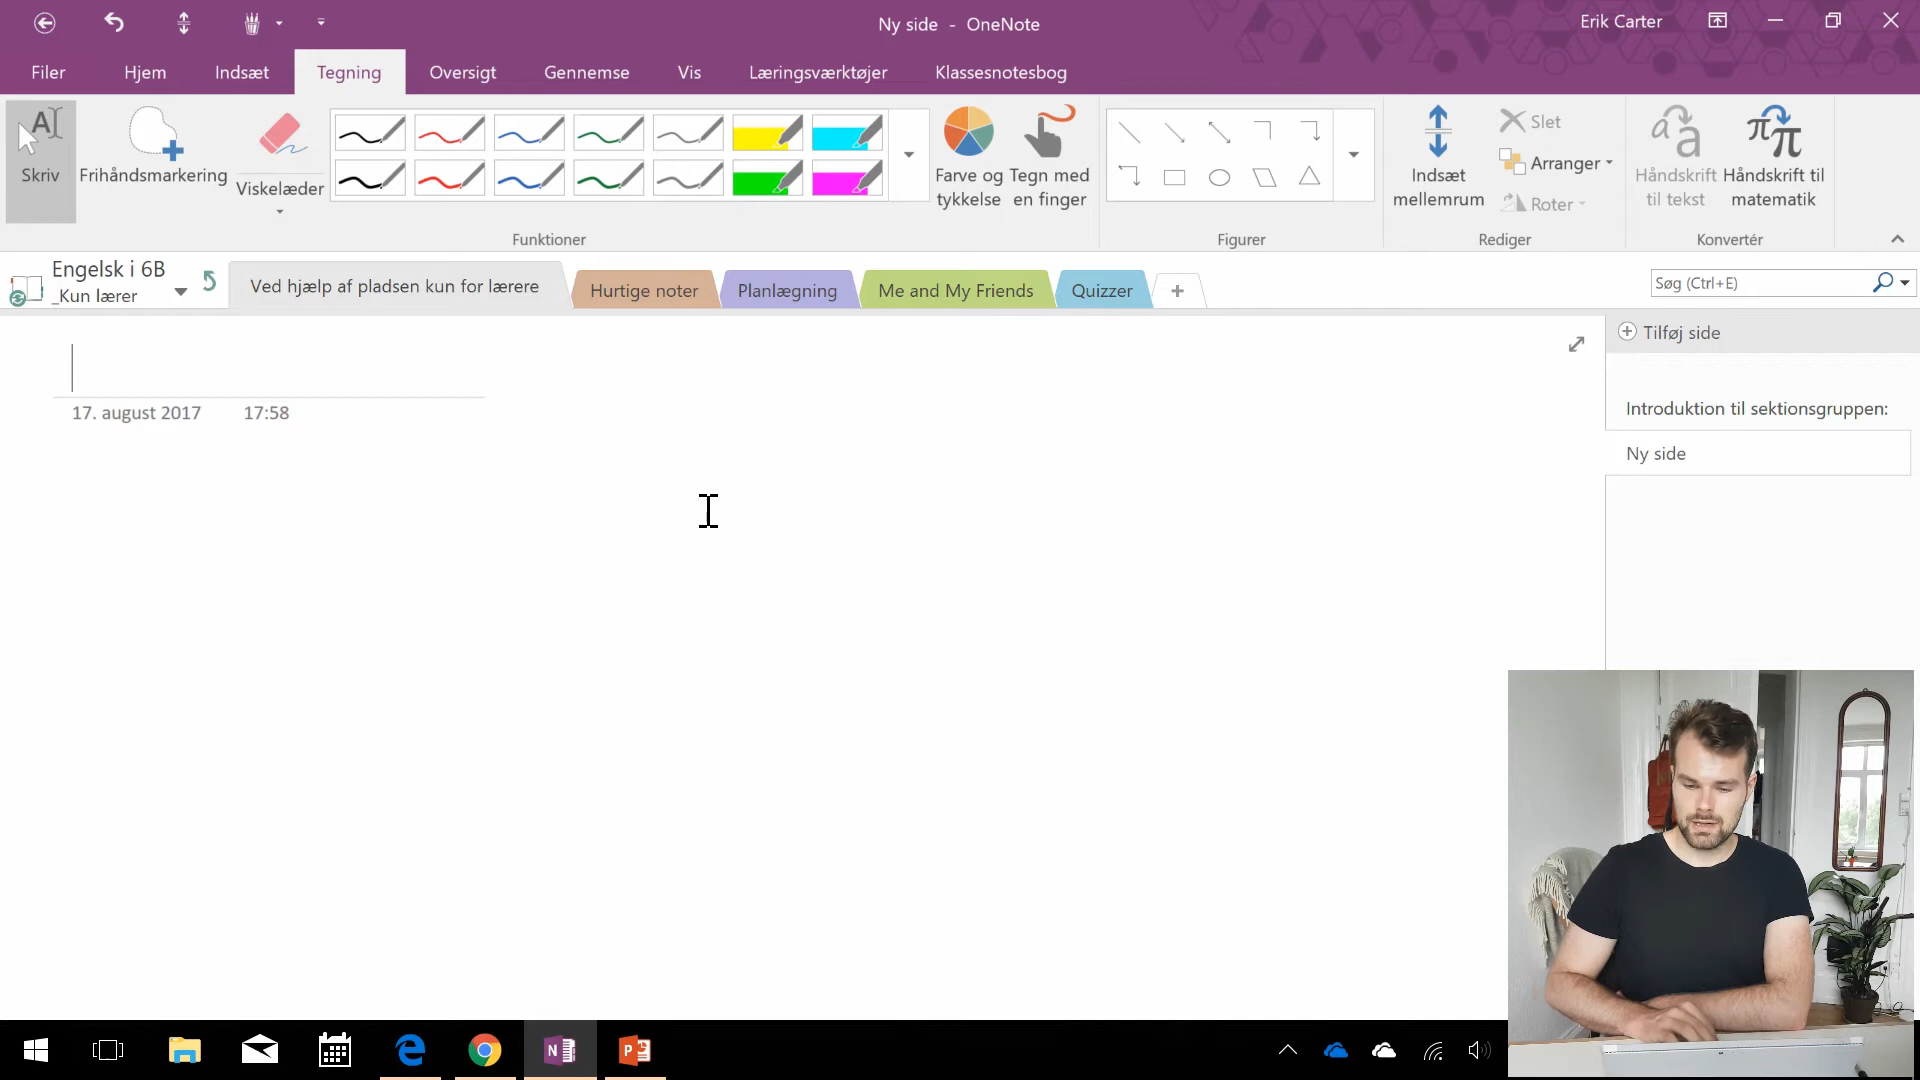 Ny side - OneNote
Erik Carter
Filer
Hjem
Indsæt
Tegning
Oversigt
Gennemse
Vis
Læringsværktøjer
Klassesnotesbog
Skriv
Frihåndsmarkering
Viskelæder
Farve og
tykkelse
Tegn med
en finger
Indsæt
mellemrum
Slet
Arranger
Roter
Håndskrift
til tekst
Håndskrift til
matematik
Funktioner
Figurer
Rediger
Konvertér
Engelsk i 6B
_Kun lærer
Ved hjælp af pladsen kun for lærere
Hurtige noter
Planlægning
Me and My Friends
Quizzer
Søg (Ctrl+E)
Tilføj side
17. august 2017 17:58
Introduktion til sektionsgruppen:
Ny side